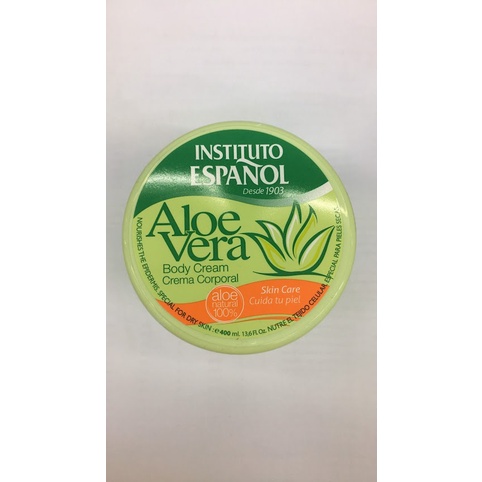 INSTITUTO
ESPAÑOL
Desde 1903
Aloe
Vera
Body Cream
Crema Corporal
aloe
natural
100%
Skin Care
Cuida tu piel
NOURISHES THE EPIDERMIS, SPECIAL FOR DRY SKIN. e 400 ml. 13,6 Fl. Oz. NUTRE EL TEJIDO CELULAR, ESPECIAL PARA PIELES SECAS